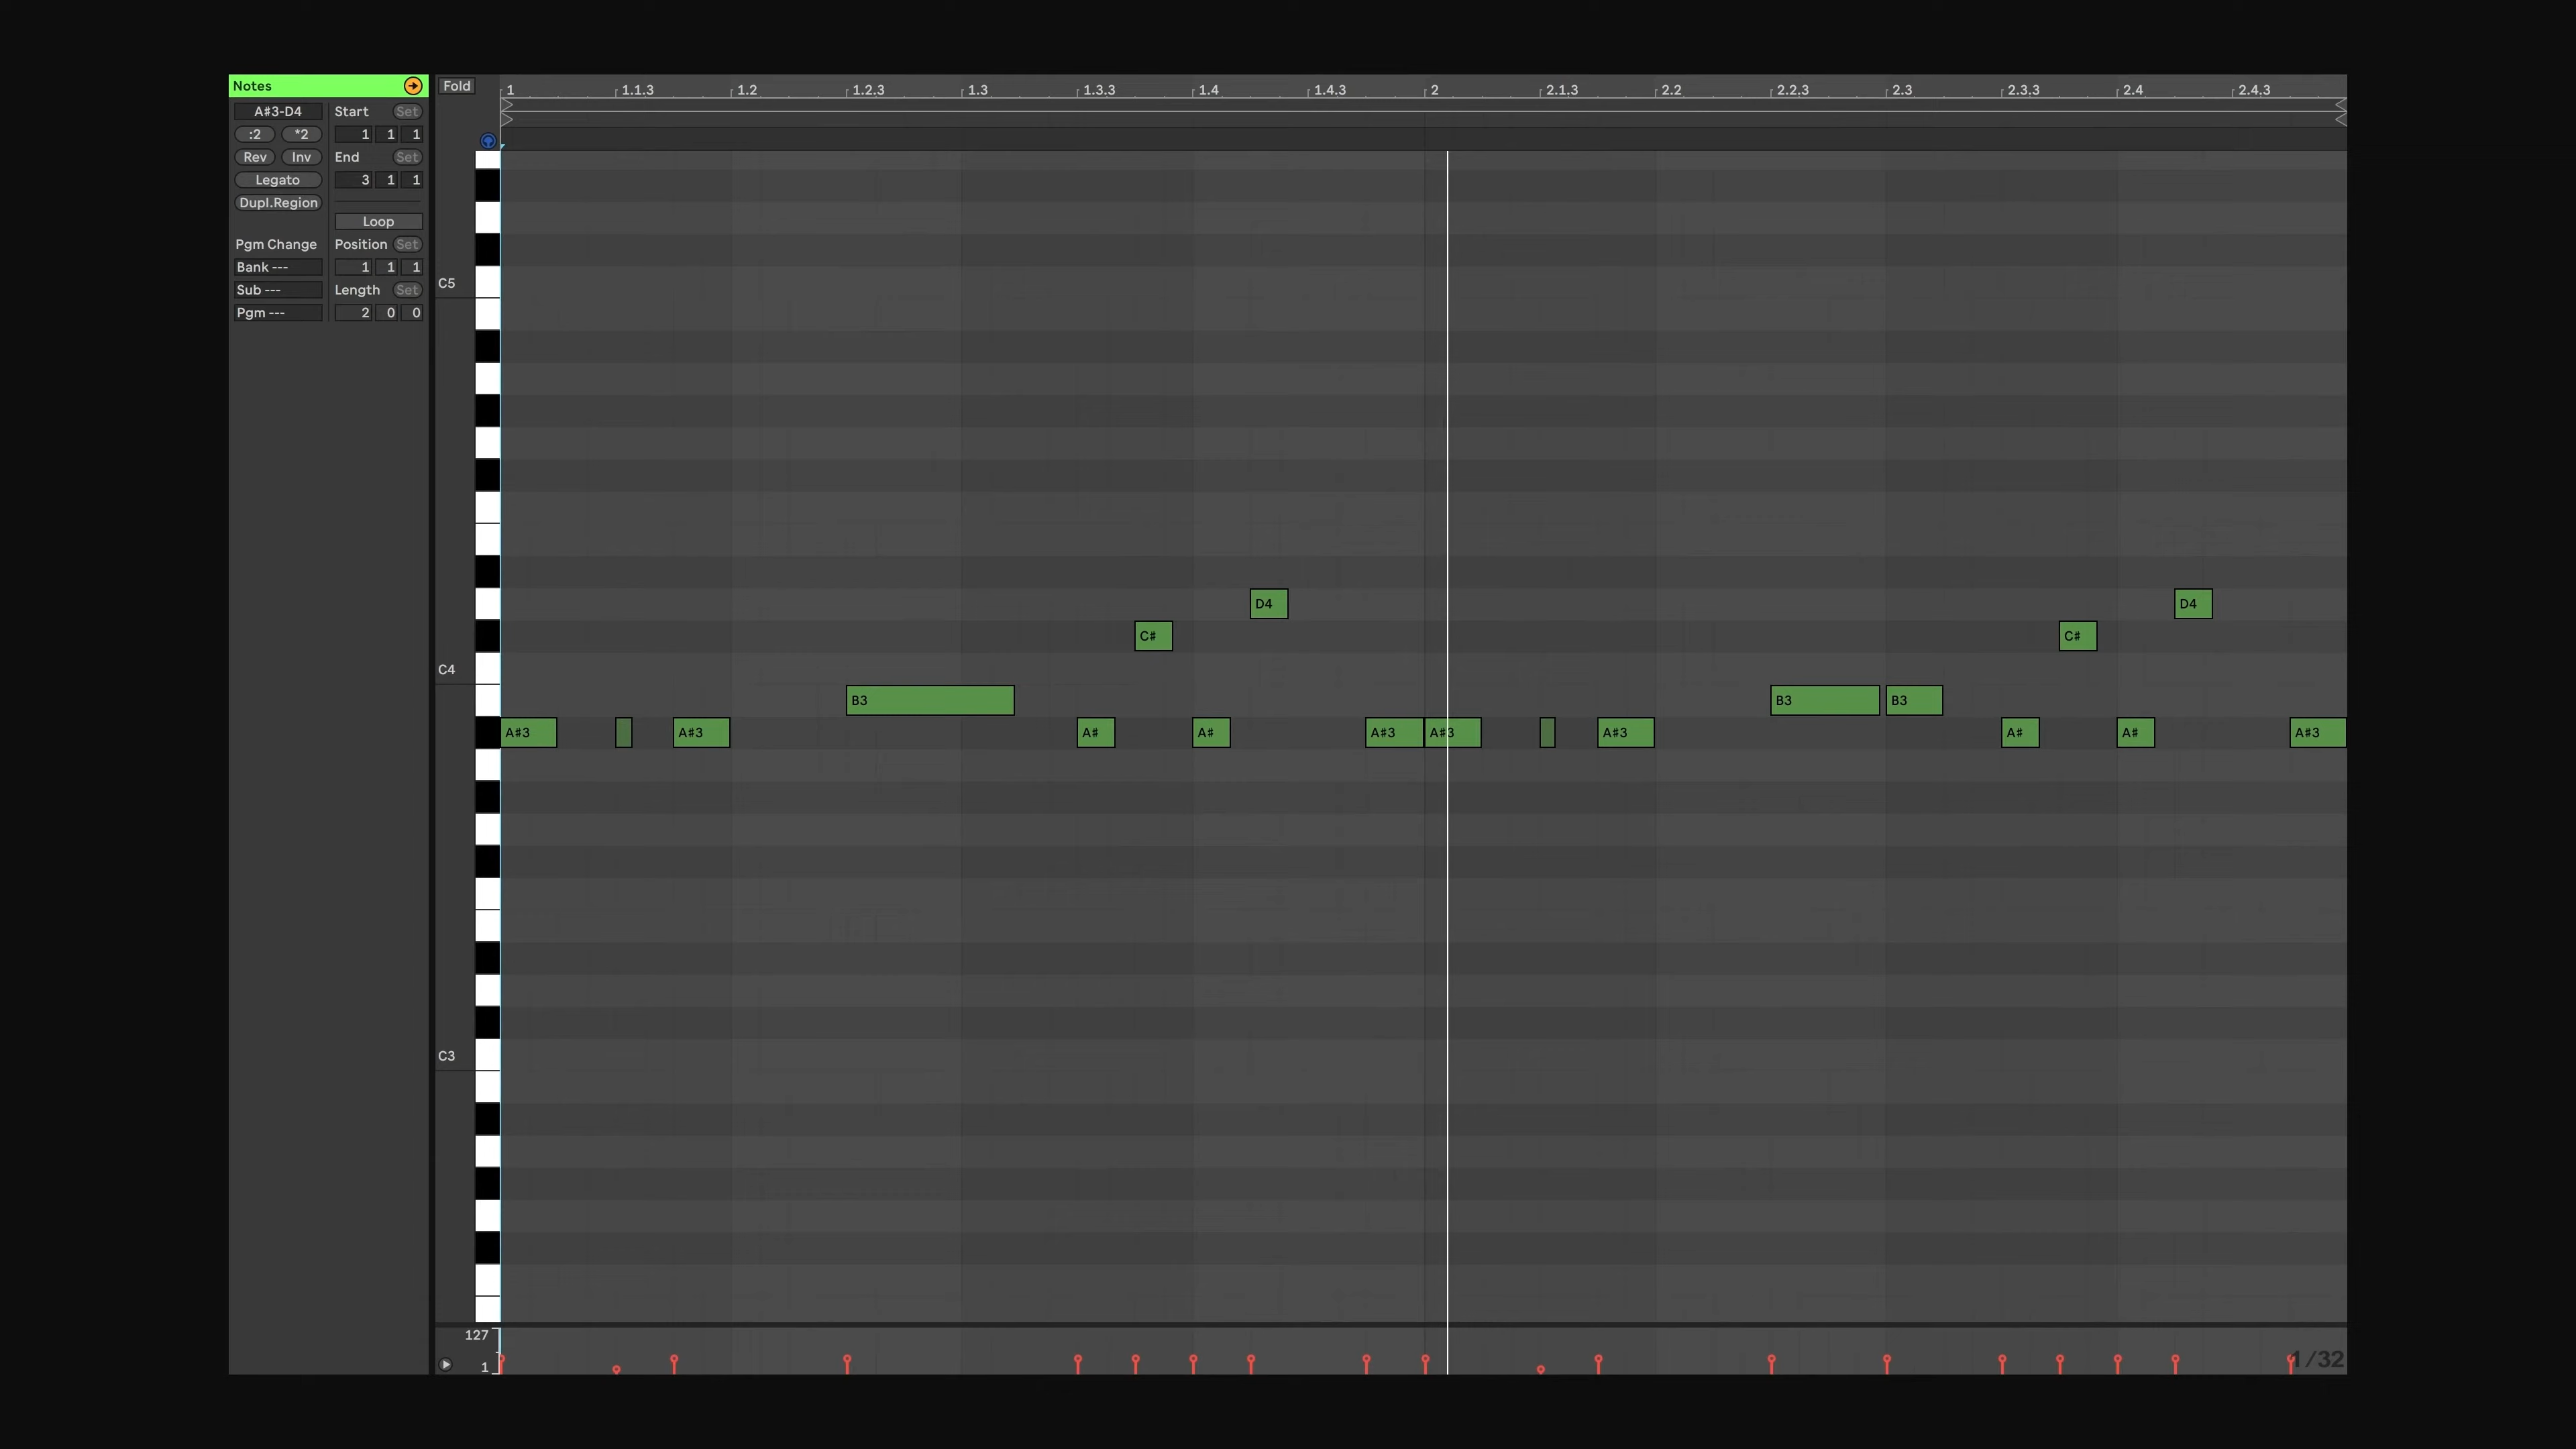 Notes
A#3-D4
Start
Set
:2
*2
1
1
1
Rev
Inv
End
Set
Legato
3
1
1
Dupl.Region
Loop
Pgm Change
Position
Set
Bank ---
1
1
1
Sub ---
Length
Set
Pgm ---
2
0
0
Fold
1
1.1.3
1.2
1.2.3
1.3
1.3.3
1.4
1.4.3
2
2.1.3
2.2
2.2.3
2.3
2.3.3
2.4
2.4.3
C5
D4
D4
C#
C#
C4
B3
B3
B3
A#3
A#3
A#
A#
A#3
A#3
A#3
A#
A#
A#3
C3
127
1
1/32